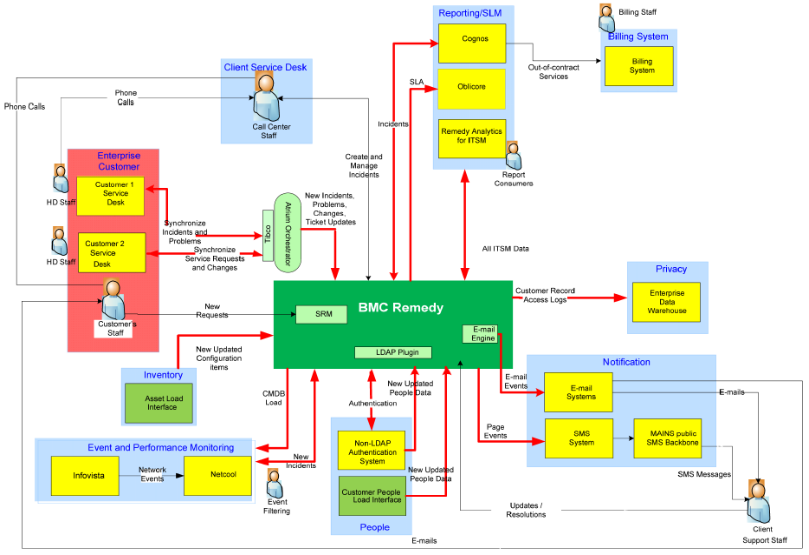 Reporting/SLM
Billing Staff
Cognos
Billing System
Out-of-contract
Services
Billing
System
Client Service Desk
SLA
Oblicore
Phone
Calls
Phone Calls
Call Center
Staff
Incidents
Remedy Analytics
for ITSM
Report
Consumers
Enterprise
Customer
Create and
Manage
Incidents
Customer 1
Service
Desk
HD Staff
New Incidents,
Problems,
Changes,
Ticket Updates
Tibco
Atrium Orchestrator
Synchronize
Incidents and
Problems
Customer 2
Service
Desk
HD Staff
Synchronize
Service Requests
and Changes
All ITSM Data
Privacy
Customer Record
Access Logs
Enterprise
Data
Warehouse
BMC Remedy
SRM
New
Requests
Customer's
Staff
E-mail
Engine
LDAP Plugin
New Updated
Configuration
items
Inventory
Asset Load
Interface
CMDB
Load
Authentication
New Updated
People Data
E-mail
Events
Notification
E-mail
Systems
E-mails
Page
Events
SMS
System
MAINS public
SMS Backbone
SMS Messages
Event and Performance Monitoring
Infovista
Network
Events
Netcool
New
Incidents
Event
Filtering
Non-LDAP
Authentication
System
New Updated
People Data
Customer People
Load Interface
People
Updates /
Resolutions
Client
Support Staff
E-mails